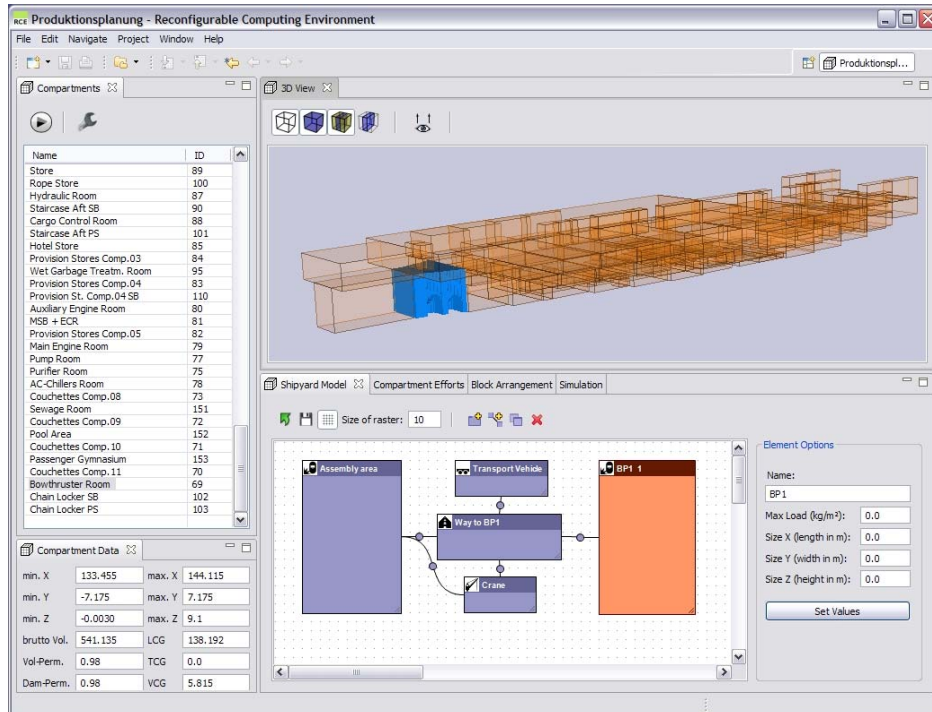 RCE Produktionsplanung - Reconfigurable Computing Environment
File Edit Navigate Project Window Help
Produktionspl...
Compartments
Name ID
Store 89
Rope Store 100
Hydraulic Room 87
Staircase Aft SB 90
Cargo Control Room 88
Staircase Aft PS 101
Hotel Store 85
Provision Stores Comp.03 84
Wet Garbage Treatm. Room 95
Provision Stores Comp.04 83
Provision St. Comp.04 SB 110
Auxiliary Engine Room 80
MSB + ECR 81
Provision Stores Comp.05 82
Main Engine Room 79
Pump Room 77
Purifier Room 75
AC-Chillers Room 78
Couchettes Comp.08 73
Sewage Room 151
Couchettes Comp.09 72
Pool Area 152
Couchettes Comp.10 71
Passenger Gymnasium 153
Couchettes Comp.11 70
Bowthruster Room 69
Chain Locker SB 102
Chain Locker PS 103
Compartment Data
min. X 133.455 max. X 144.115
min. Y -7.175 max. Y 7.175
min. Z -0.0030 max. Z 9.1
brutto Vol. 541.135 LCG 138.192
Vol-Perm. 0.98 TCG 0.0
Dam-Perm. 0.98 VCG 5.815
3D View
Shipyard Model Compartment Efforts Block Arrangement Simulation
Size of raster: 10
Assembly area
Transport Vehicle
BP1 1
Way to BP1
Crane
Element Options
Name:
BP1
Max Load (kg/m²): 0.0
Size X (length in m): 0.0
Size Y (width in m): 0.0
Size Z (height in m): 0.0
Set Values